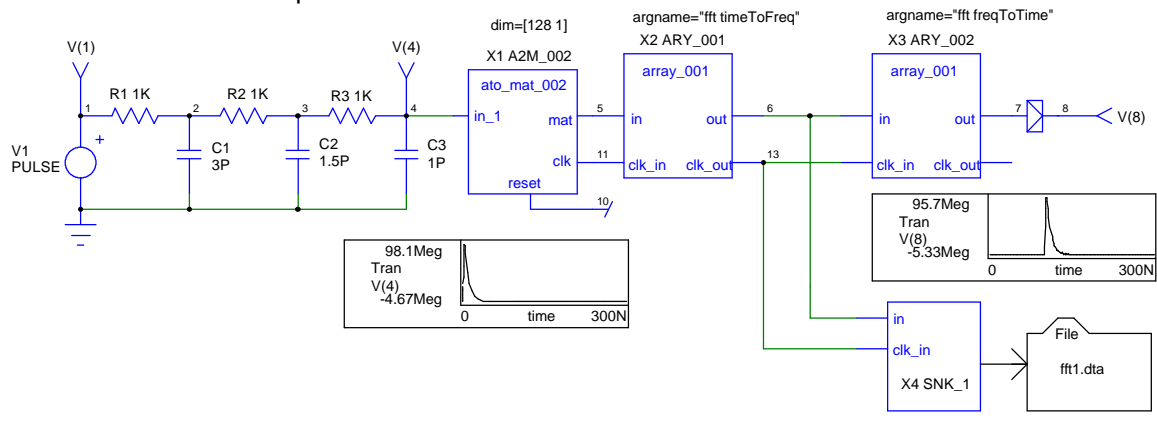 dim=[128 1]
argname="fft timeToFreq"
argname="fft freqToTime"
V(1)
V(4)
X1 A2M_002
X2 ARY_001
X3 ARY_002
ato_mat_002
array_001
array_001
R1 1K
R2 1K
R3 1K
1
2
3
4
in_1
mat
5
in
out
6
in
out
7
8
V(8)
V1
PULSE
+
C1
3P
C2
1.5P
C3
1P
clk
11
clk_in
clk_out
13
clk_in
clk_out
reset
10
98.1Meg
Tran
V(4)
-4.67Meg
0
time
300N
95.7Meg
Tran
V(8)
-5.33Meg
0
time
300N
in
clk_in
X4 SNK_1
File
fft1.dta